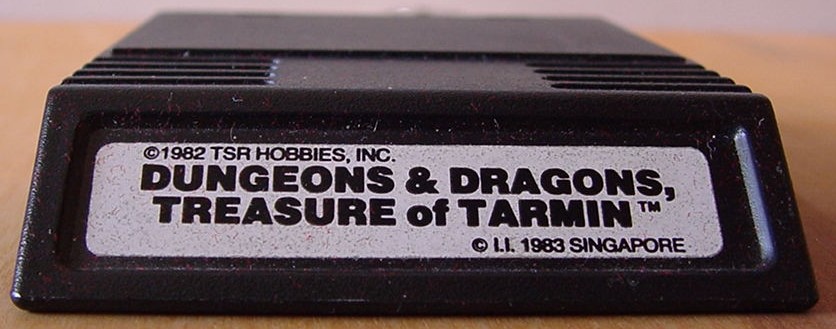 ©1982 TSR HOBBIES, INC.
DUNGEONS & DRAGONS,
TREASURE of TARMIN™
© I.I. 1983 SINGAPORE